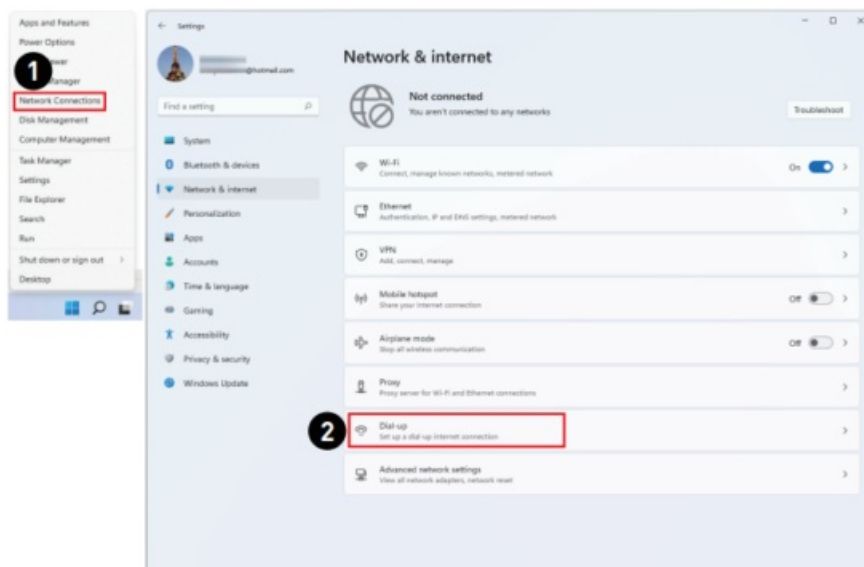 Apps and Features
Power Options
1
Network Connections
Disk Management
Computer Management
Task Manager
Settings
File Explorer
Search
Run
Shut down or sign out
Desktop
Settings
@hotmail.com
Find a setting
System
Bluetooth & devices
Network & internet
Personalization
Apps
Accounts
Time & language
Gaming
Accessibility
Privacy & security
Windows Update
Network & internet
Not connected
You aren't connected to any networks
Troubleshoot
Wi-Fi
Connect, manage known networks, metered network
On
Ethernet
Authentication, IP and DNS settings, metered network
VPN
Add, connect, manage
Mobile hotspot
Share your internet connection
Off
Airplane mode
Stop all wireless communication
Off
Proxy
Proxy server for Wi-Fi and Ethernet connections
2
Dial-up
Set up a dial-up internet connection
Advanced network settings
View all network adapters, network reset